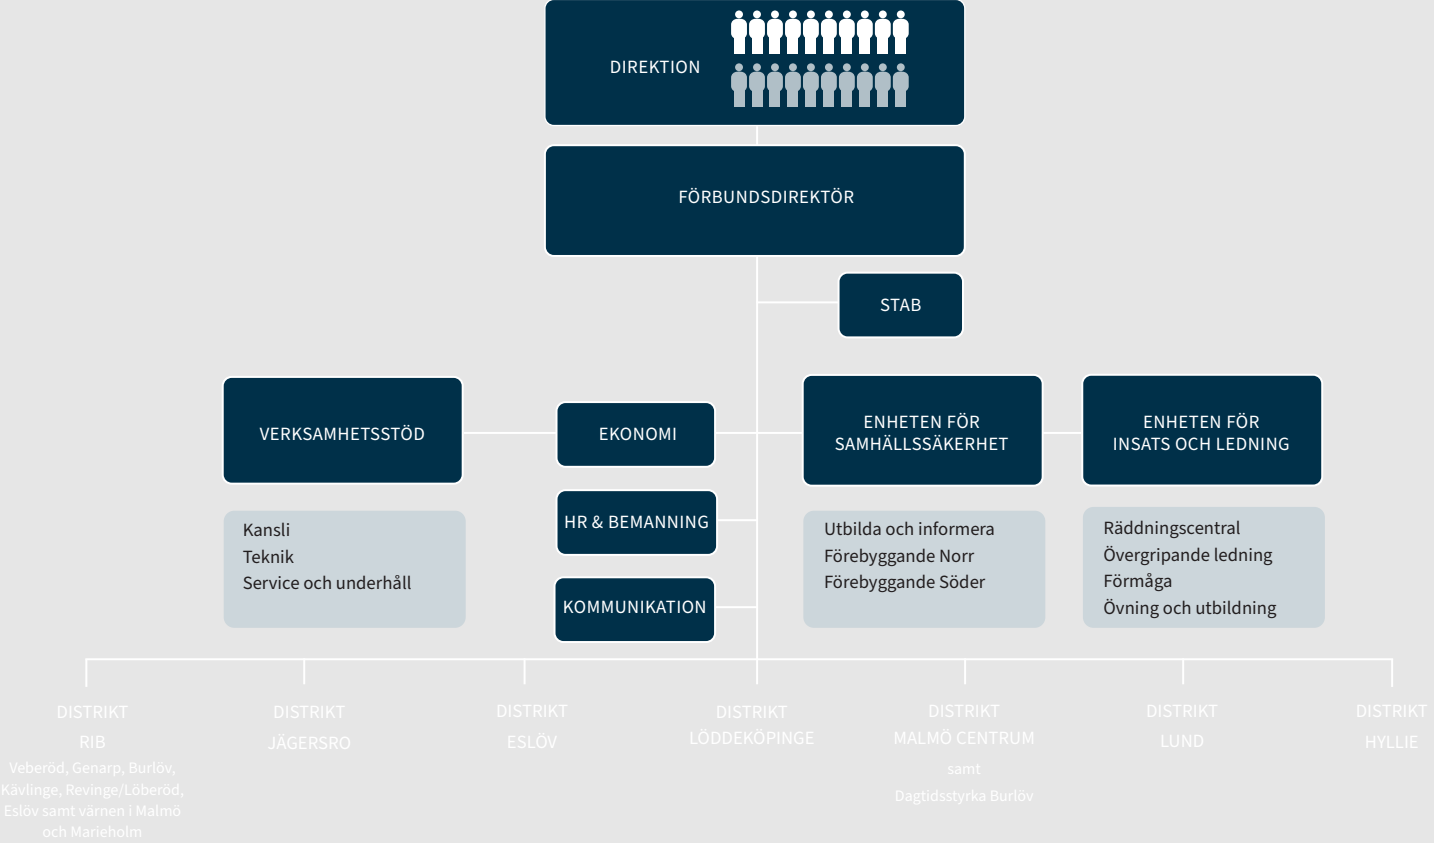 DIREKTION
FÖRBUNDSDIREKTÖR
STAB
VERKSAMHETSSTÖD
EKONOMI
ENHETEN FÖR
SAMHÄLLSSÄKERHET
ENHETEN FÖR
INSATS OCH LEDNING
HR & BEMANNING
KOMMUNIKATION
Kansli
Teknik
Service och underhåll
Utbilda och informera
Förebyggande Norr
Förebyggande Söder
Räddningscentral
Övergripande ledning
Förmåga
Övning och utbildning
DISTRIKT
RIB
Veberöd, Genarp, Burlöv,
Kävlinge, Revinge/Löberöd,
Eslöv samt värnen i Malmö
och Marieholm
DISTRIKT
JÄGERSRO
DISTRIKT
ESLÖV
DISTRIKT
LÖDDEKÖPINGE
DISTRIKT
MALMÖ CENTRUM
samt
Dagtidsstyrka Burlöv
DISTRIKT
LUND
DISTRIKT
HYLLIE